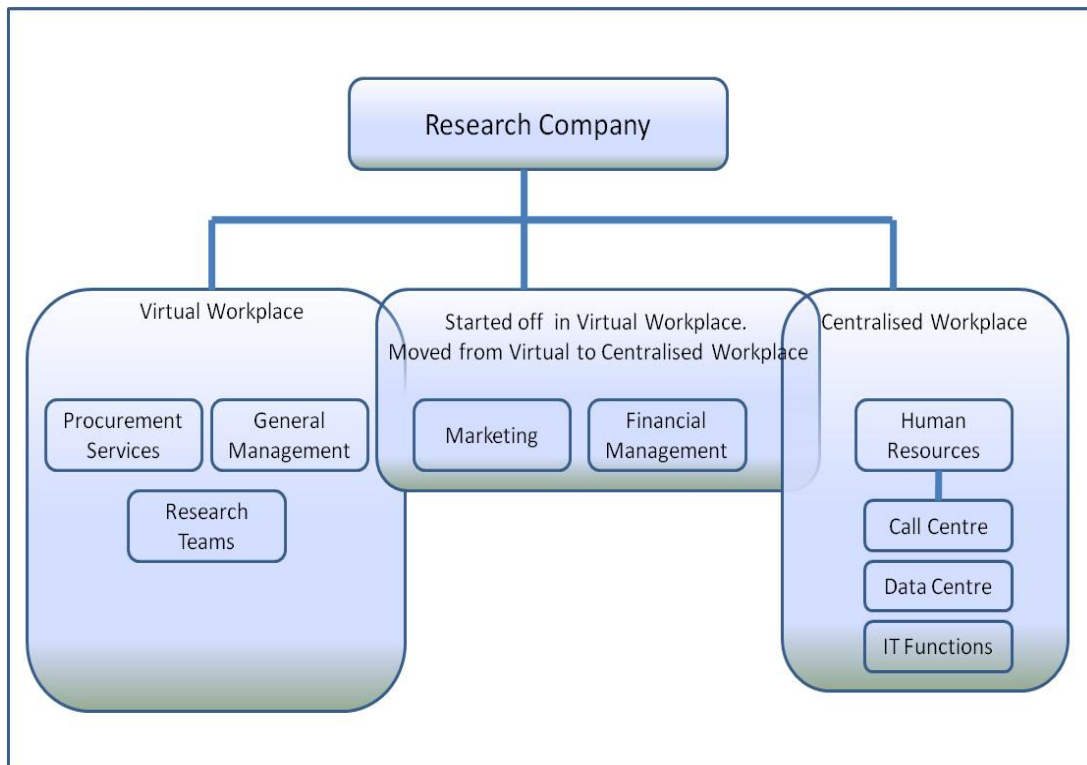 Research Company
Virtual Workplace
Procurement
Services
General
Management
Research
Teams
Started off in Virtual Workplace.
Moved from Virtual to Centralised Workplace
Marketing
Financial
Management
Centralised Workplace
Human
Resources
Call Centre
Data Centre
IT Functions